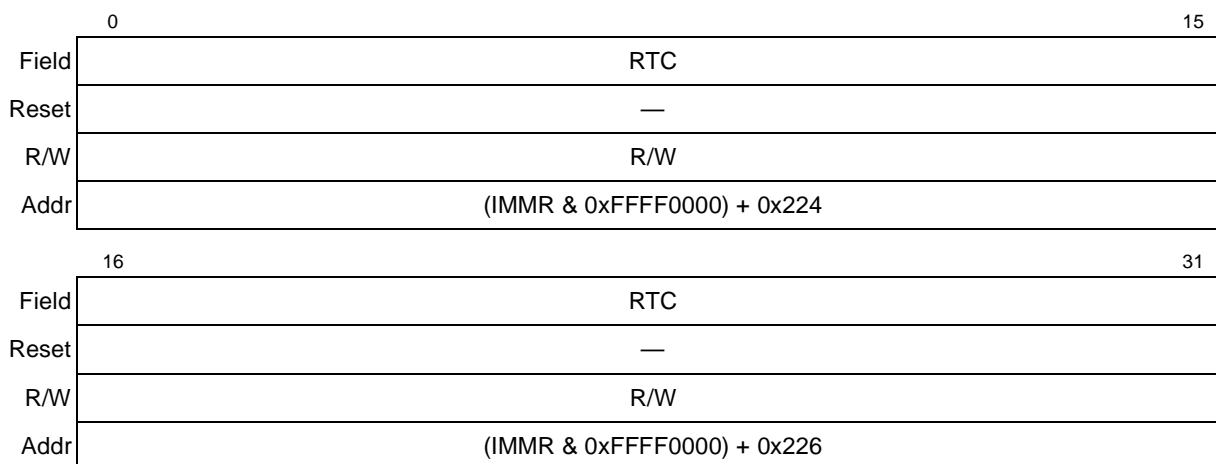 0 15
Field RTC
Reset —
R/W R/W
Addr (IMMR & 0xFFFF0000) + 0x224
16 31
Field RTC
Reset —
R/W R/W
Addr (IMMR & 0xFFFF0000) + 0x226